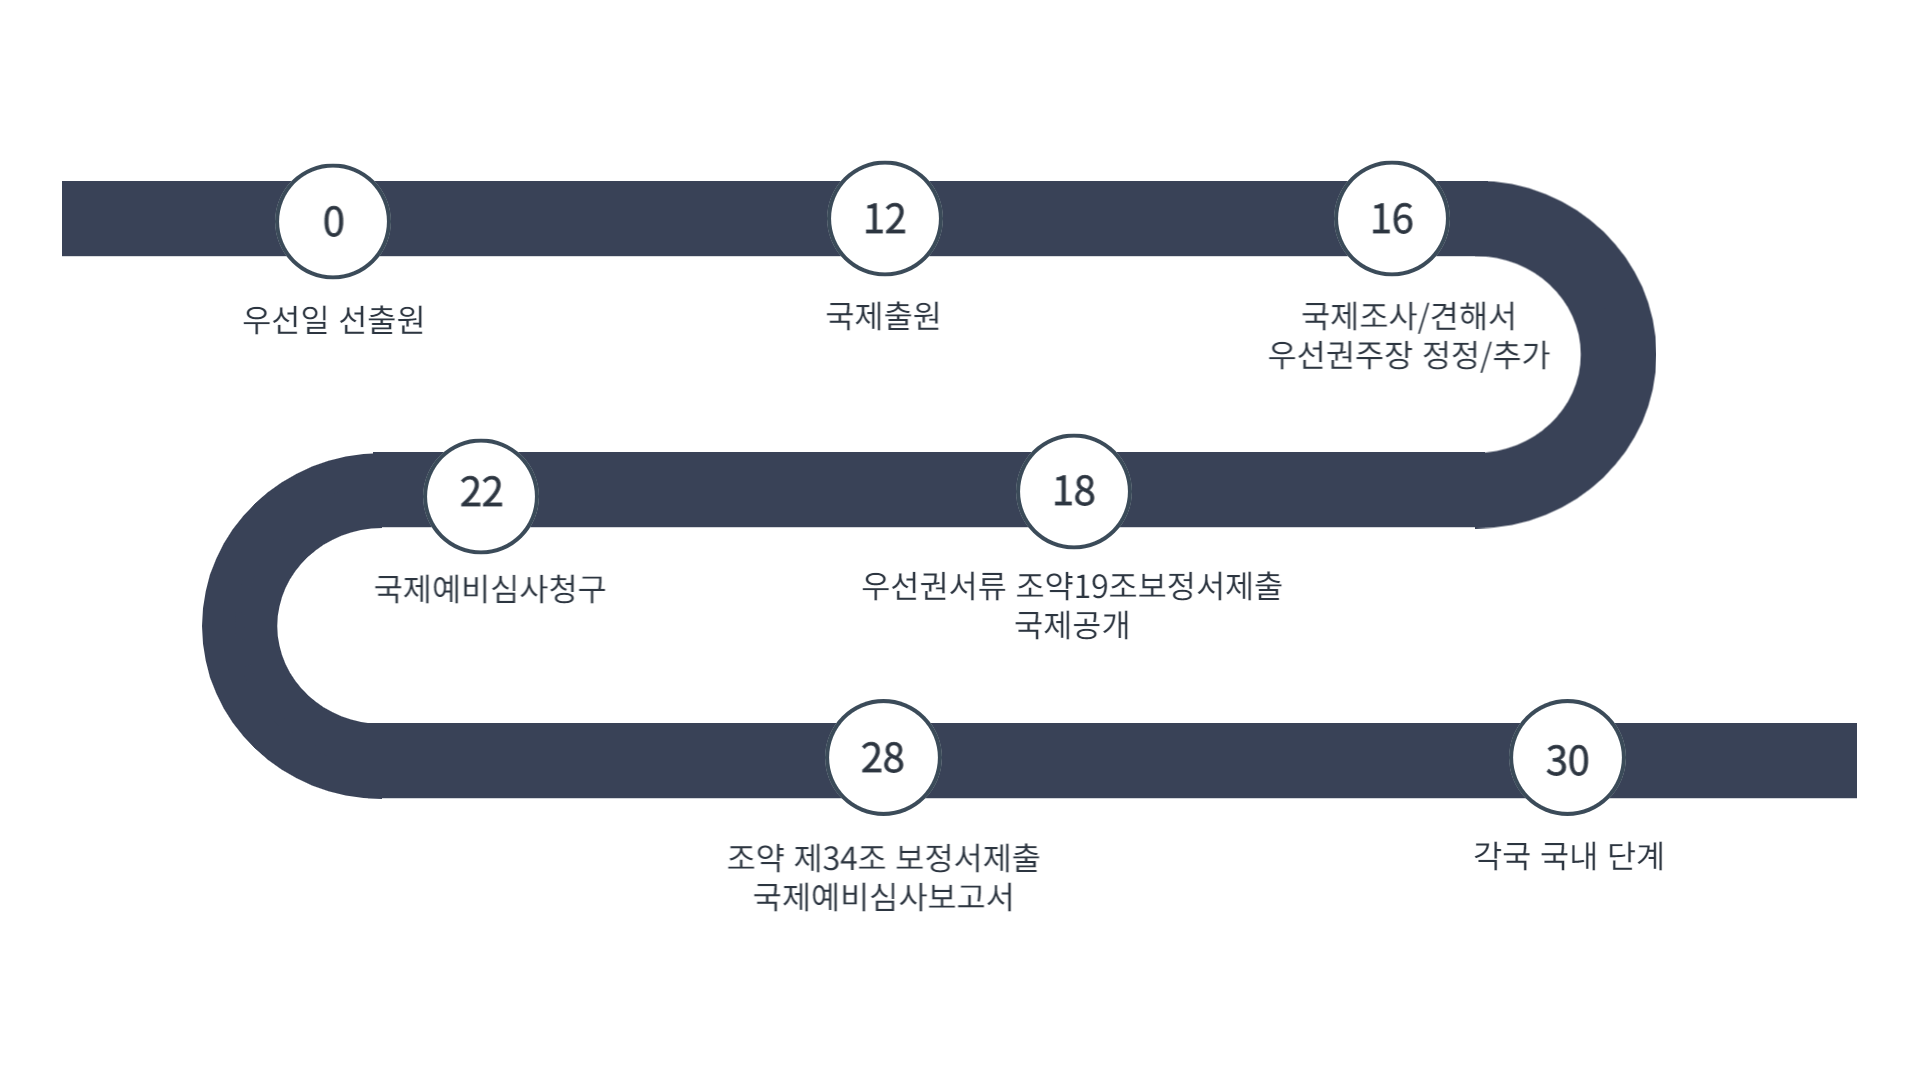 0
우선일 선출원
12
국제출원
16
국제조사/견해서
우선권주장 정정/추가
18
우선권서류 조약19조보정서제출
국제공개
22
국제예비심사청구
28
조약 제34조 보정서제출
국제예비심사보고서
30
각국 국내 단계